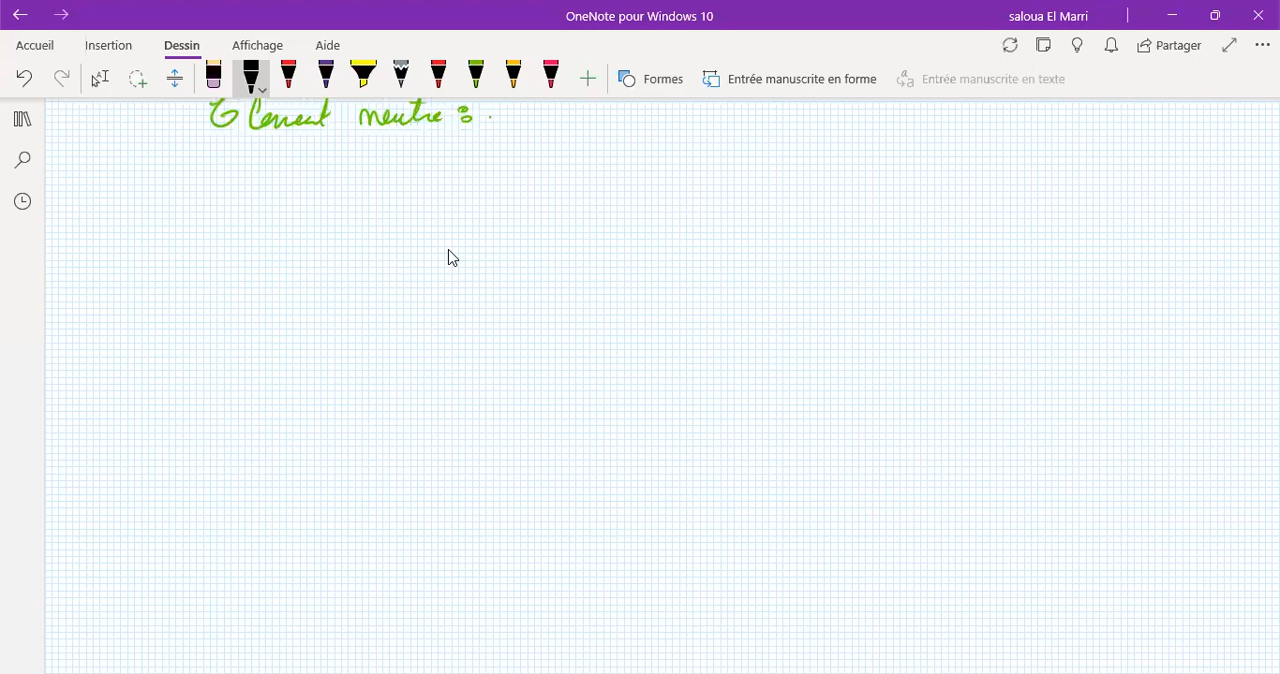 OneNote pour Windows 10
saloua El Marri
Accueil Insertion Dessin Affichage Aide
Partager
Formes Entrée manuscrite en forme Entrée manuscrite en texte
Element neutre :